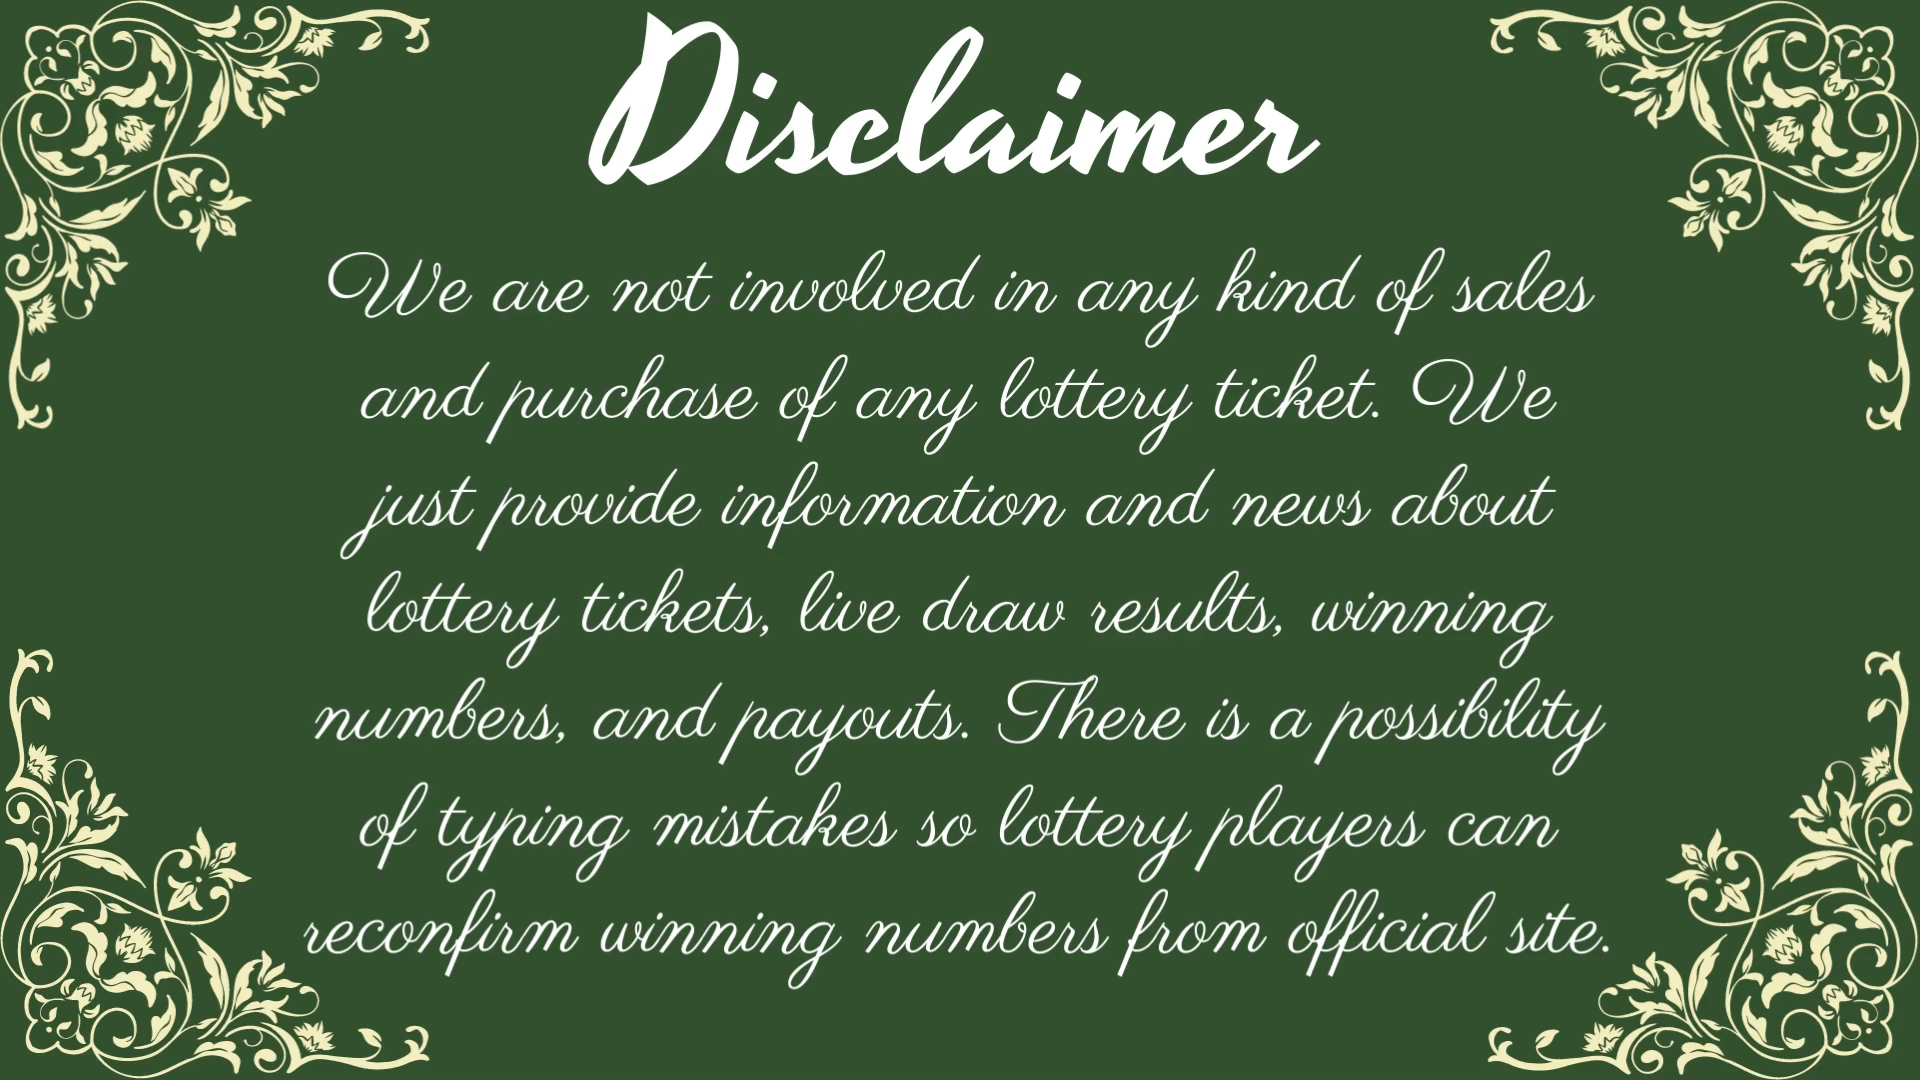 Disclaimer
We are not involved in any kind of sales
and purchase of any lottery ticket. We
just provide information and news about
lottery tickets, live draw results, winning
numbers, and payouts. There is a possibility
of typing mistakes so lottery players can
reconfirm winning numbers from official site.